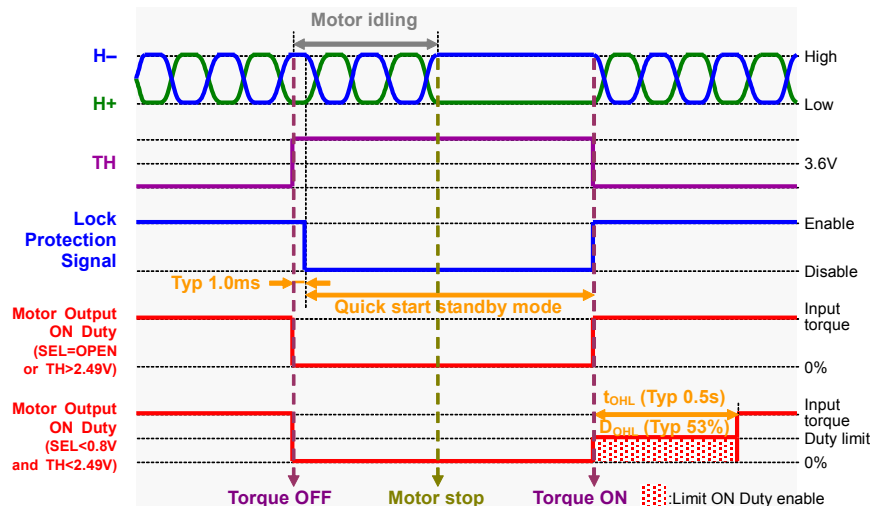 Motor idling
H–
High
H+
Low
TH
3.6V
Lock
Protection
Signal
Enable
Disable
Typ 1.0ms
Quick start standby mode
Motor Output
ON Duty
(SEL=OPEN
or TH>2.49V)
Input
torque
0%
Motor Output
ON Duty
(SEL<0.8V
and TH<2.49V)
tOHL (Typ 0.5s)
DOHL (Typ 53%)
Input
torque
Duty limit
0%
Torque OFF
Motor stop
Torque ON
:Limit ON Duty enable